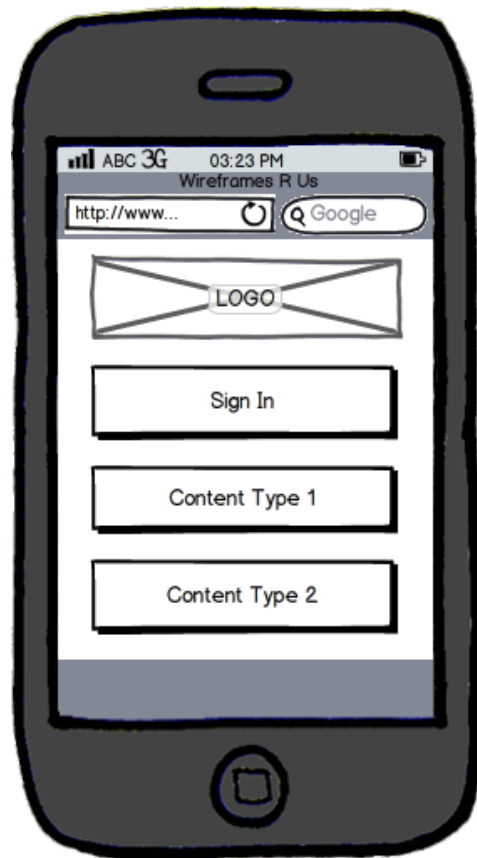 ABC 3G 03:23 PM
Wireframes R Us
http://www... Google
LOGO
Sign In
Content Type 1
Content Type 2